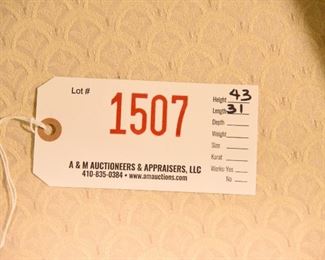 Lot #
1507
Height 43
Length 31
Depth
Weight
Size
Karat
Works: Yes
No
A & M AUCTIONEERS & APPRAISERS, LLC
410-835-0384 • www.amauctions.com